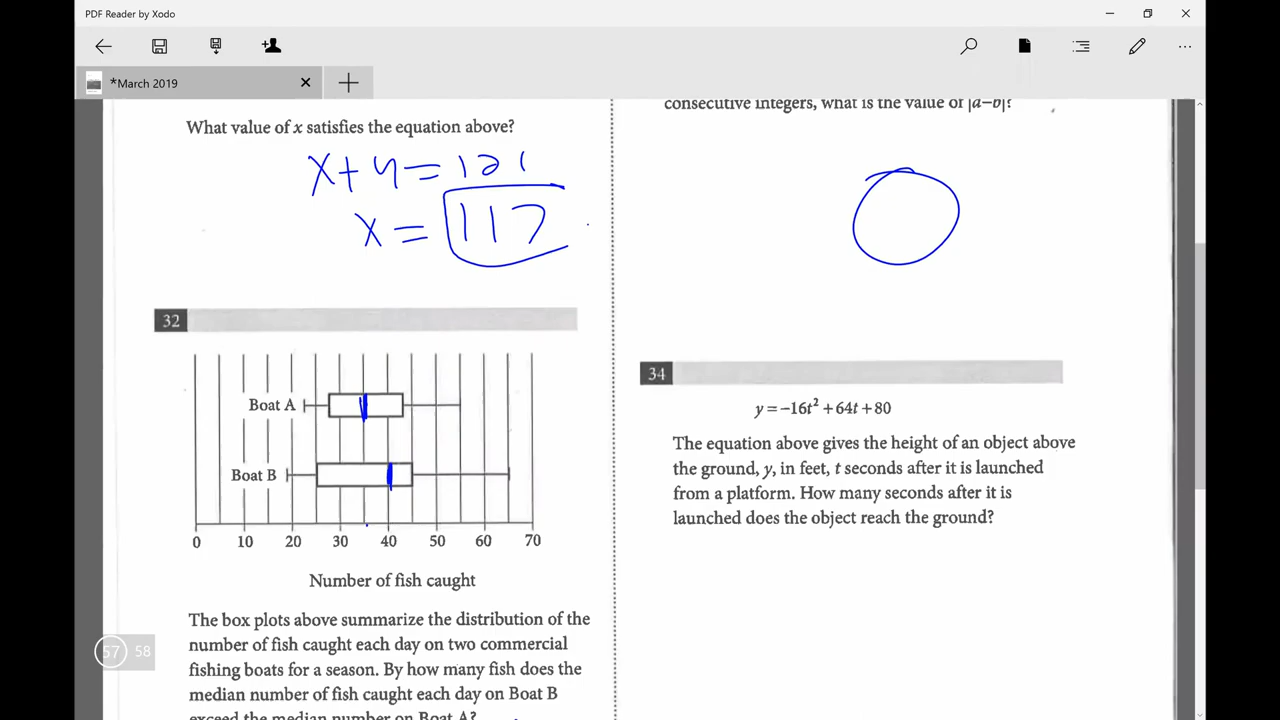 PDF Reader by Xodo
*March 2019
What value of x satisfies the equation above?
x+4=121
x=117
32
Boat A
Boat B
0 10 20 30 40 50 60 70
Number of fish caught
The box plots above summarize the distribution of the
number of fish caught each day on two commercial
fishing boats for a season. By how many fish does the
median number of fish caught each day on Boat B
exceed the median number on Boat A?
57 58
consecutive integers, what is the value of |a−b|?
34
y=−16t²+64t+80
The equation above gives the height of an object above
the ground, y, in feet, t seconds after it is launched
from a platform. How many seconds after it is
launched does the object reach the ground?